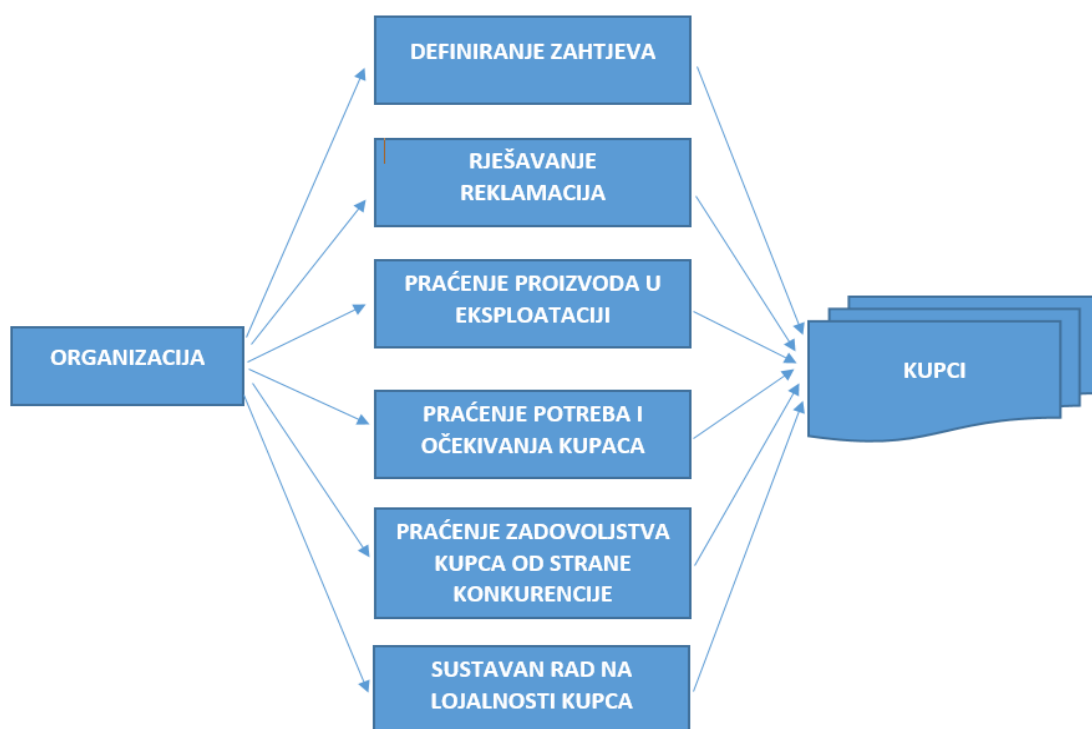 DEFINIRANJE ZAHTJEVA
RJEŠAVANJE
REKLAMACIJA
PRAĆENJE PROIZVODA U
EKSPLOATACIJI
ORGANIZACIJA
KUPCI
PRAĆENJE POTREBA I
OČEKIVANJA KUPACA
PRAĆENJE ZADOVOLJSTVA
KUPCA OD STRANE
KONKURENCIJE
SUSTAVAN RAD NA
LOJALNOSTI KUPCA